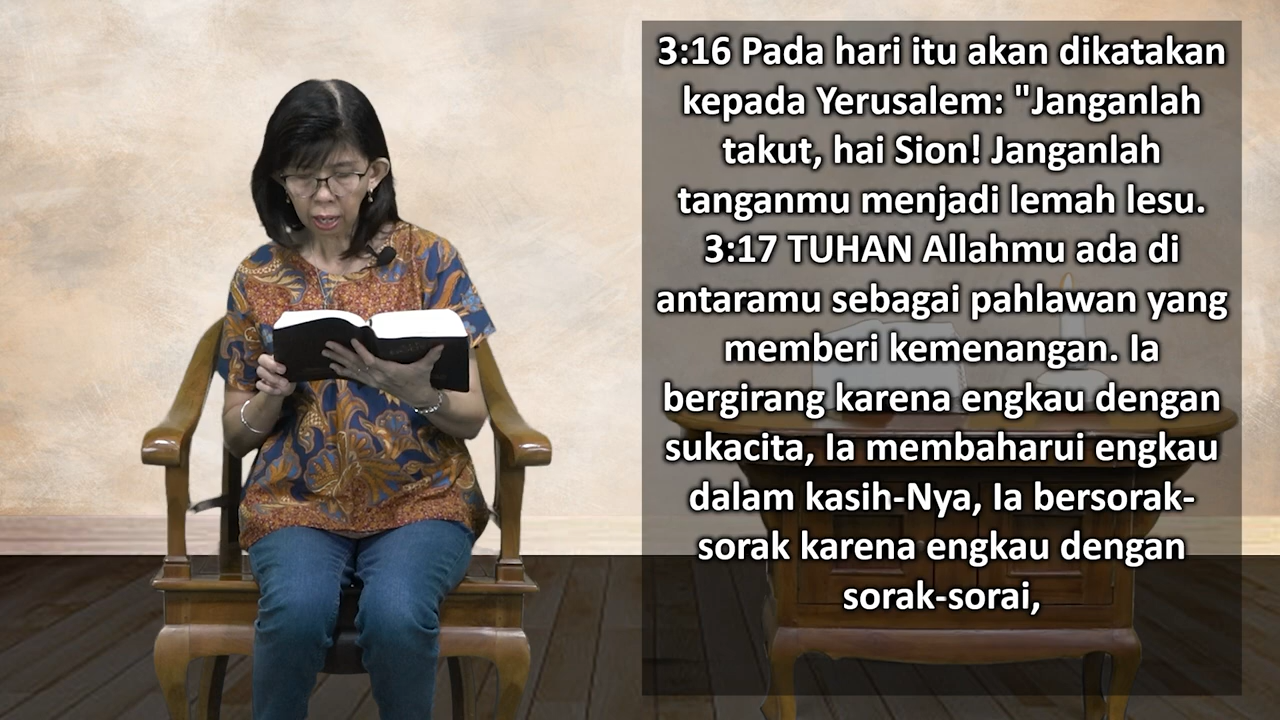 3:16 Pada hari itu akan dikatakan
kepada Yerusalem: "Janganlah
takut, hai Sion! Janganlah
tanganmu menjadi lemah lesu.
3:17 TUHAN Allahmu ada di
antaramu sebagai pahlawan yang
memberi kemenangan. Ia
bergirang karena engkau dengan
sukacita, Ia membaharui engkau
dalam kasih-Nya, Ia bersorak-
sorak karena engkau dengan
sorak-sorai,